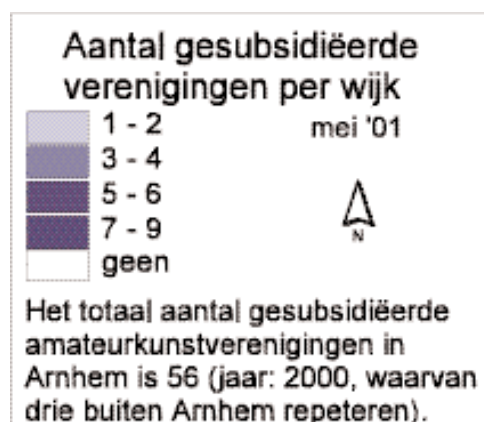 Aantal gesubsidiëerde
verenigingen per wijk
1 - 2
mei '01
3 - 4
5 - 6
7 - 9
N
geen
Het totaal aantal gesubsidiëerde
amateurkunstverenigingen in
Arnhem is 56 (jaar: 2000, waarvan
drie buiten Arnhem repeteren).